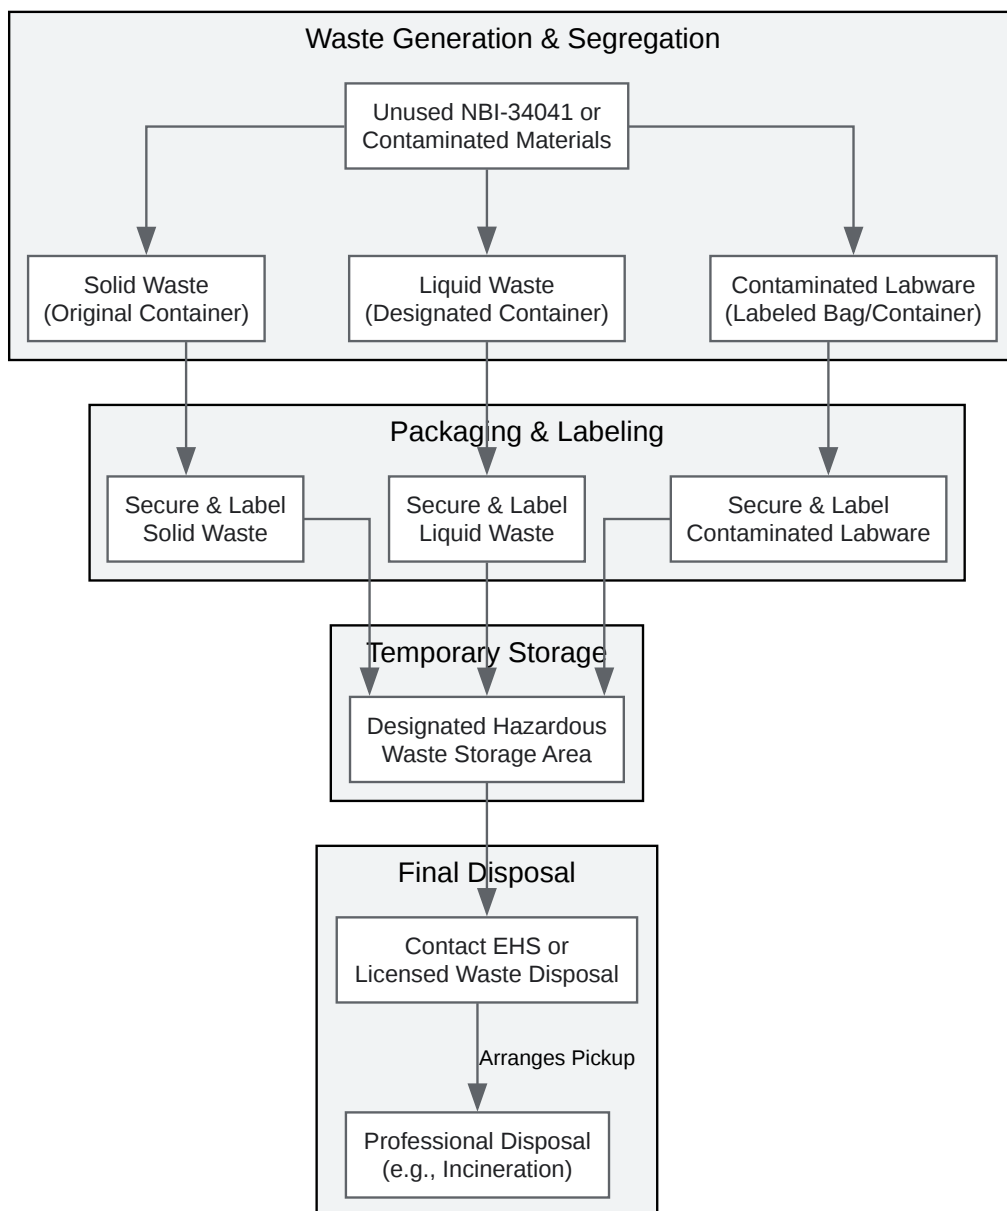 Waste Generation & Segregation
Unused NBI-34041 or
Contaminated Materials
Solid Waste
(Original Container)
Liquid Waste
(Designated Container)
Contaminated Labware
(Labeled Bag/Container)
Packaging & Labeling
Secure & Label
Solid Waste
Secure & Label
Liquid Waste
Secure & Label
Contaminated Labware
Temporary Storage
Designated Hazardous
Waste Storage Area
Final Disposal
Contact EHS or
Licensed Waste Disposal
Arranges Pickup
Professional Disposal
(e.g., Incineration)